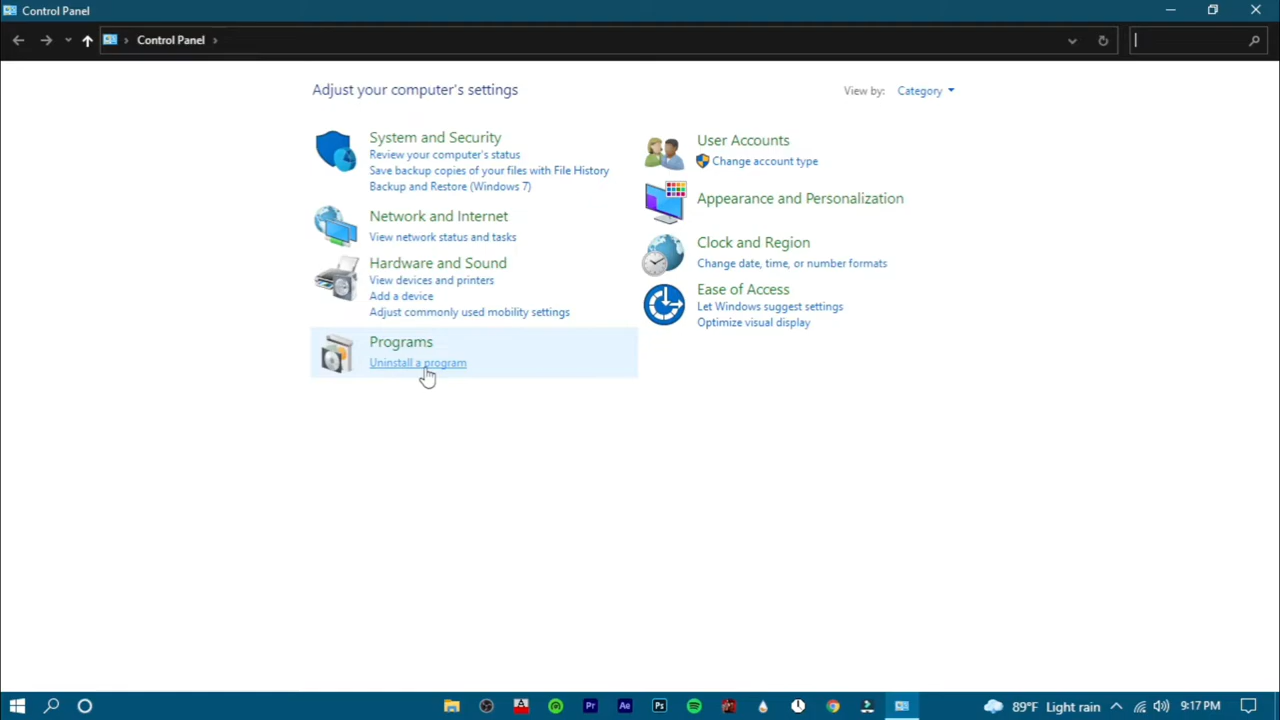 Control Panel
Control Panel
Adjust your computer's settings
View by: Category
System and Security
Review your computer's status
Save backup copies of your files with File History
Backup and Restore (Windows 7)
Network and Internet
View network status and tasks
Hardware and Sound
View devices and printers
Add a device
Adjust commonly used mobility settings
Programs
Uninstall a program
User Accounts
Change account type
Appearance and Personalization
Clock and Region
Change date, time, or number formats
Ease of Access
Let Windows suggest settings
Optimize visual display
Pr
Ae
Ps
89°F Light rain
9:17 PM